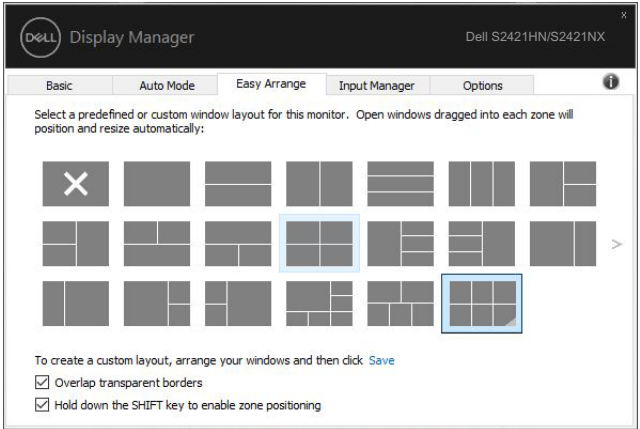 x
DELL Display Manager Dell S2421HN/S2421NX
Basic Auto Mode Easy Arrange Input Manager Options
Select a predefined or custom window layout for this monitor. Open windows dragged into each zone will
position and resize automatically:
>
To create a custom layout, arrange your windows and then click Save
Overlap transparent borders
Hold down the SHIFT key to enable zone positioning